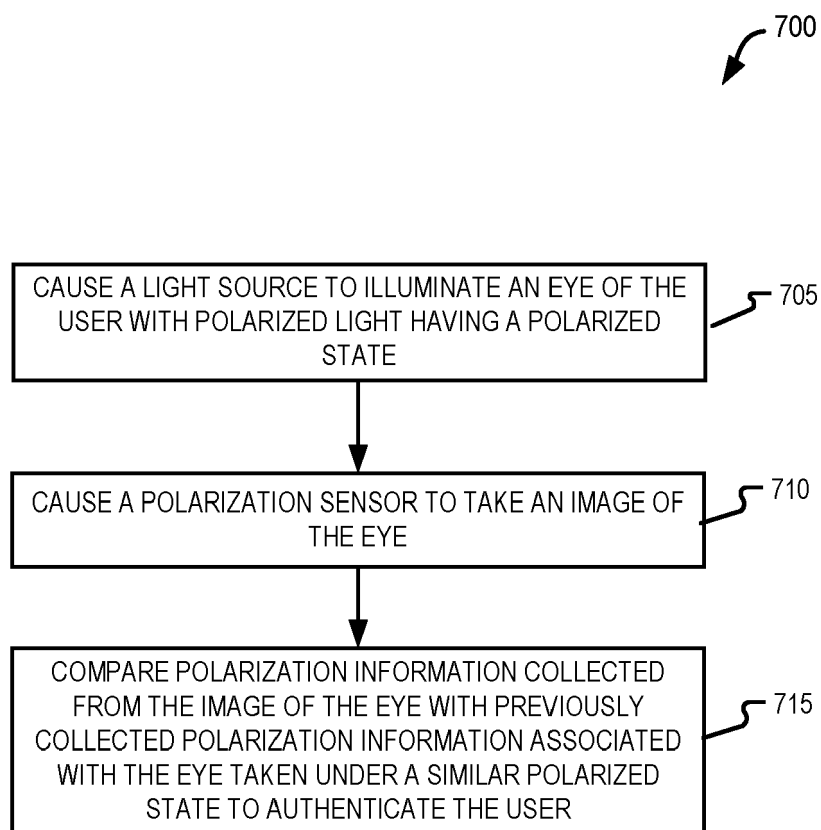 700
CAUSE A LIGHT SOURCE TO ILLUMINATE AN EYE OF THE
USER WITH POLARIZED LIGHT HAVING A POLARIZED
STATE
705
CAUSE A POLARIZATION SENSOR TO TAKE AN IMAGE OF
THE EYE
710
COMPARE POLARIZATION INFORMATION COLLECTED
FROM THE IMAGE OF THE EYE WITH PREVIOUSLY
COLLECTED POLARIZATION INFORMATION ASSOCIATED
WITH THE EYE TAKEN UNDER A SIMILAR POLARIZED
STATE TO AUTHENTICATE THE USER
715